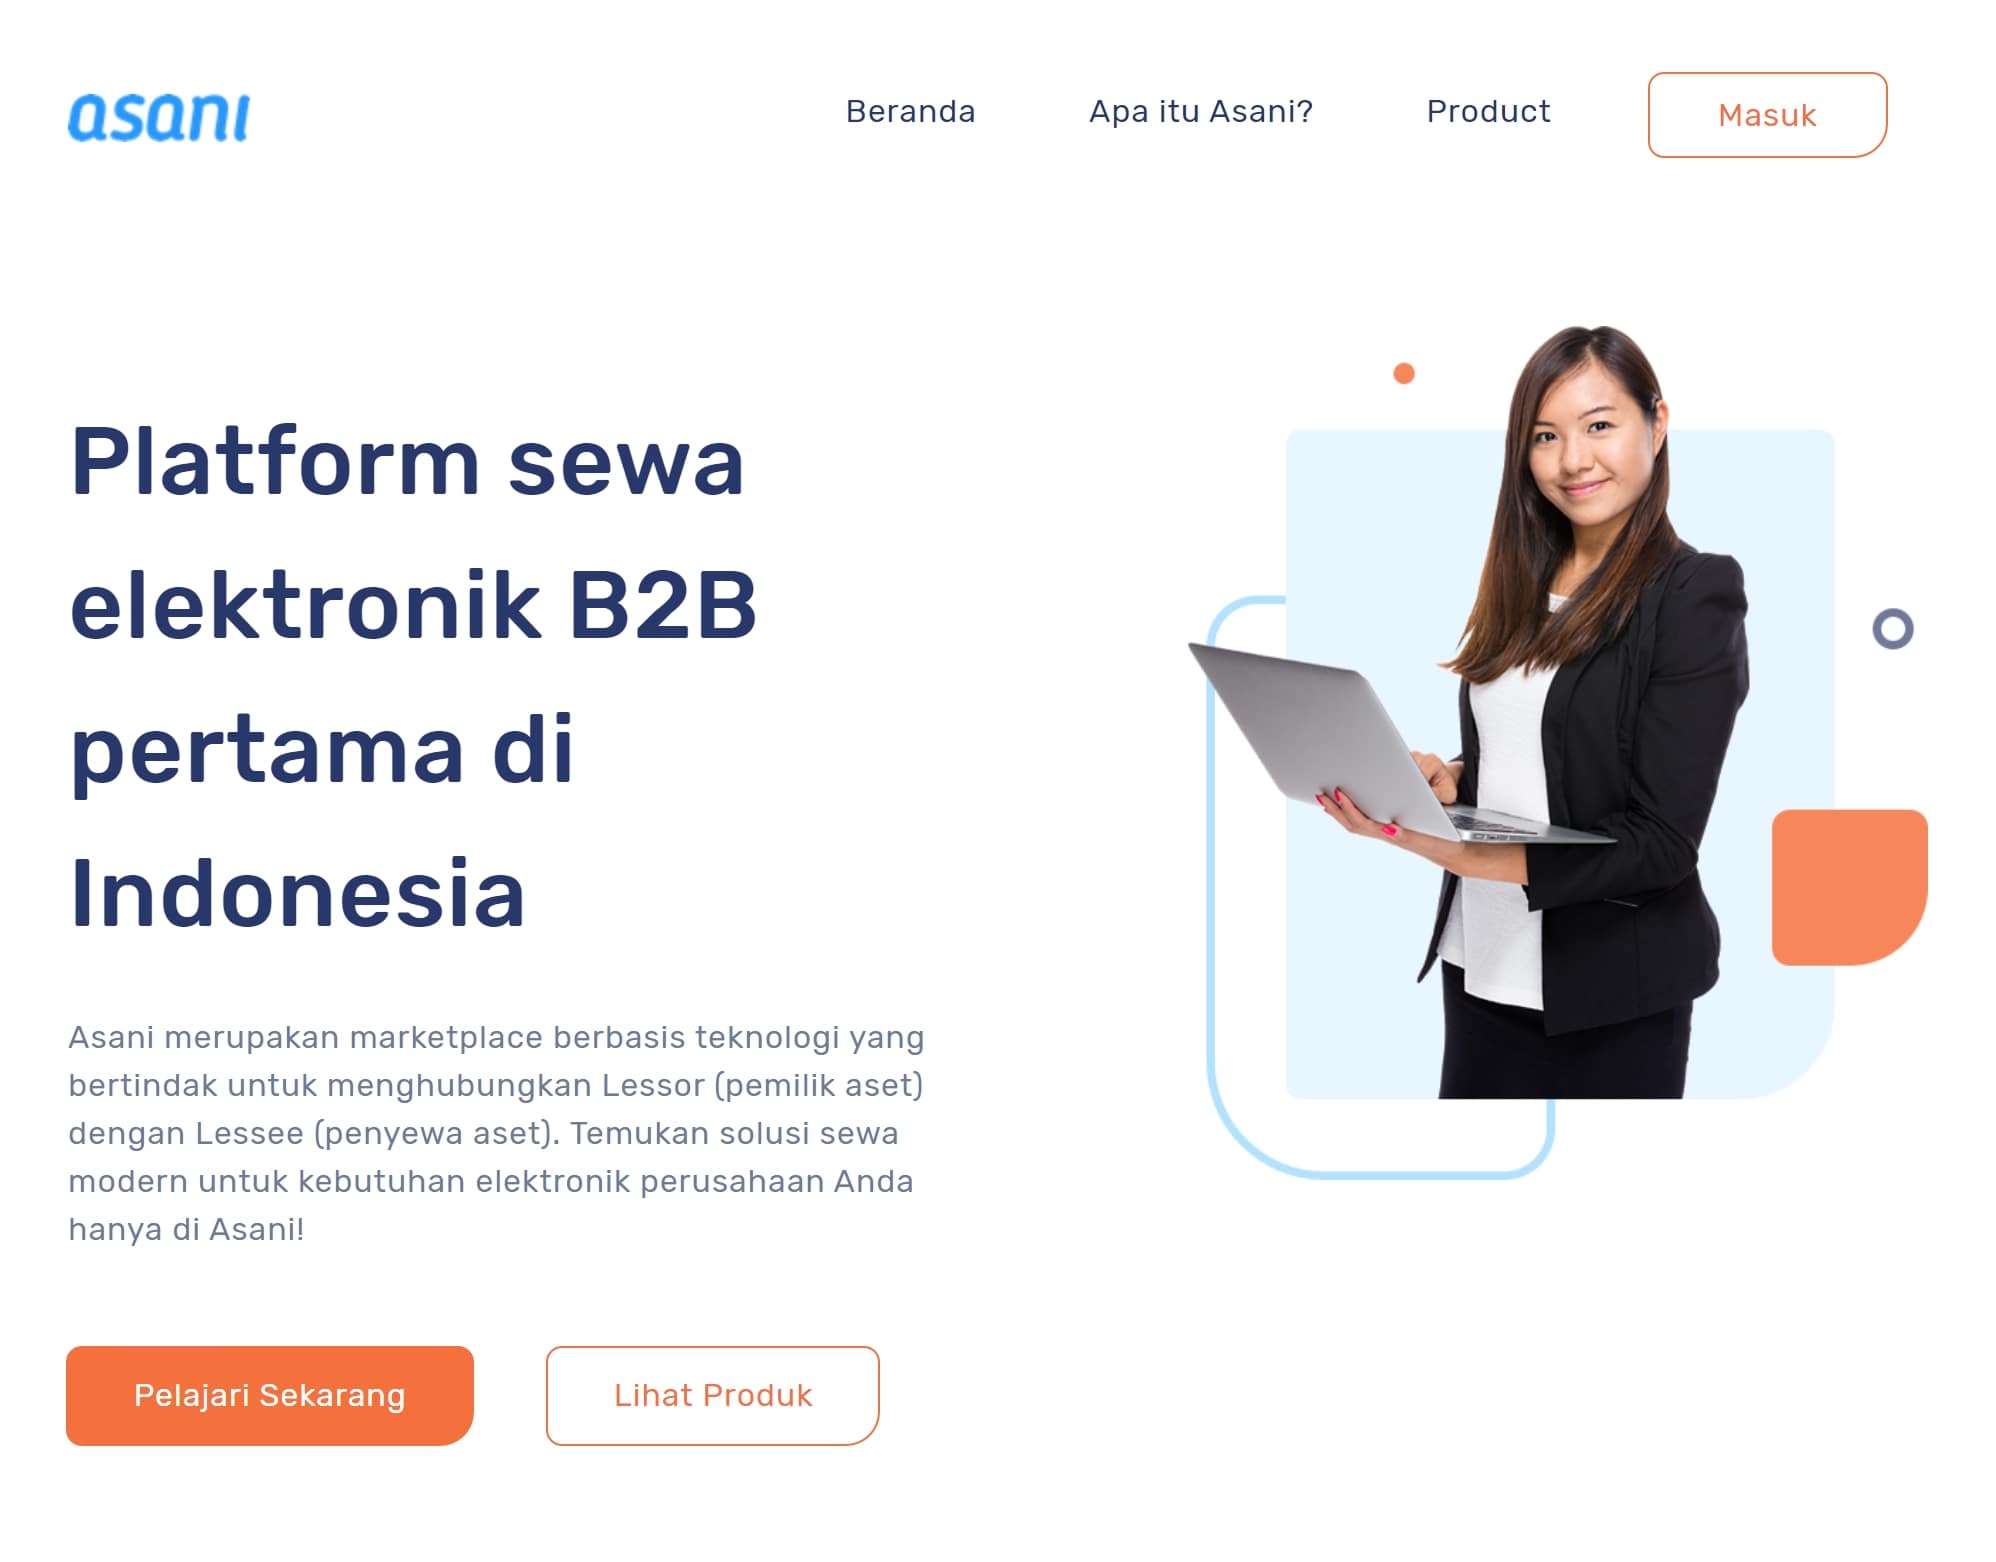 asani
Beranda
Apa itu Asani?
Product
Masuk
Platform sewa
elektronik B2B
pertama di
Indonesia
Asani merupakan marketplace berbasis teknologi yang
bertindak untuk menghubungkan Lessor (pemilik aset)
dengan Lessee (penyewa aset). Temukan solusi sewa
modern untuk kebutuhan elektronik perusahaan Anda
hanya di Asani!
Pelajari Sekarang
Lihat Produk